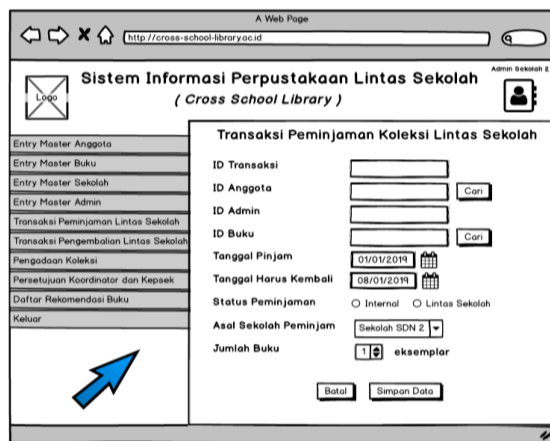 A Web Page
http://cross-school-library.ac.id
Admin Sekolah 2
Logo
Sistem Informasi Perpustakaan Lintas Sekolah
( Cross School Library )
Entry Master Anggota
Entry Master Buku
Entry Master Sekolah
Entry Master Admin
Transaksi Peminjaman Lintas Sekolah
Transaksi Pengembalian Lintas Sekolah
Pengadaan Koleksi
Persetujuan Koordinator dan Kepsek
Daftar Rekomendasi Buku
Keluar
Transaksi Peminjaman Koleksi Lintas Sekolah
ID Transaksi
ID Anggota Cari
ID Admin
ID Buku Cari
Tanggal Pinjam 01/01/2019
Tanggal Harus Kembali 08/01/2019
Status Peminjaman Internal Lintas Sekolah
Asal Sekolah Peminjam Sekolah SDN 2
Jumlah Buku 1 eksemplar
Batal Simpan Data